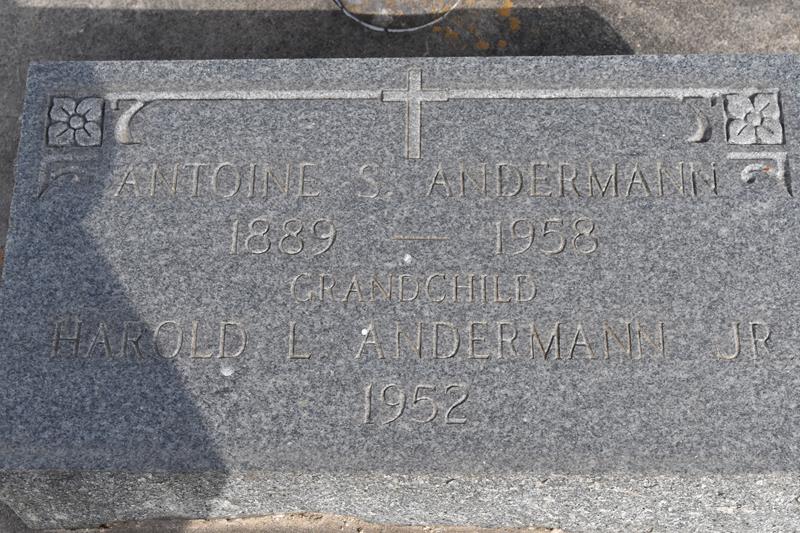 ANTOINE S. ANDERMANN
1889 — 1958
GRANDCHILD
HAROLD L. ANDERMANN JR.
1952